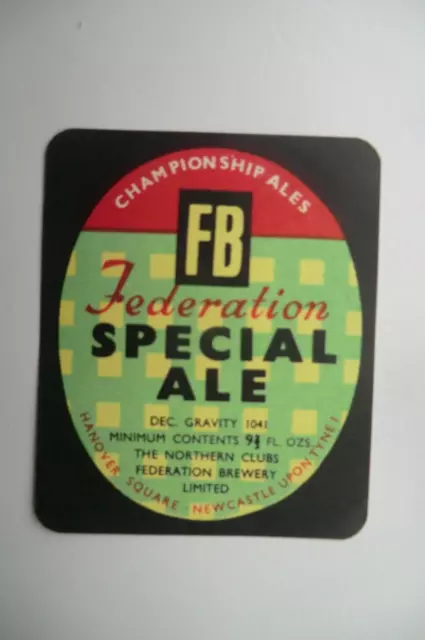 CHAMPIONSHIP ALES
FB
Federation
SPECIAL
ALE
DEC. GRAVITY 1041
MINIMUM CONTENTS 9⅔ FL. OZS.
THE NORTHERN CLUBS
FEDERATION BREWERY
LIMITED
HANOVER SQUARE · NEWCASTLE UPON TYNE 1